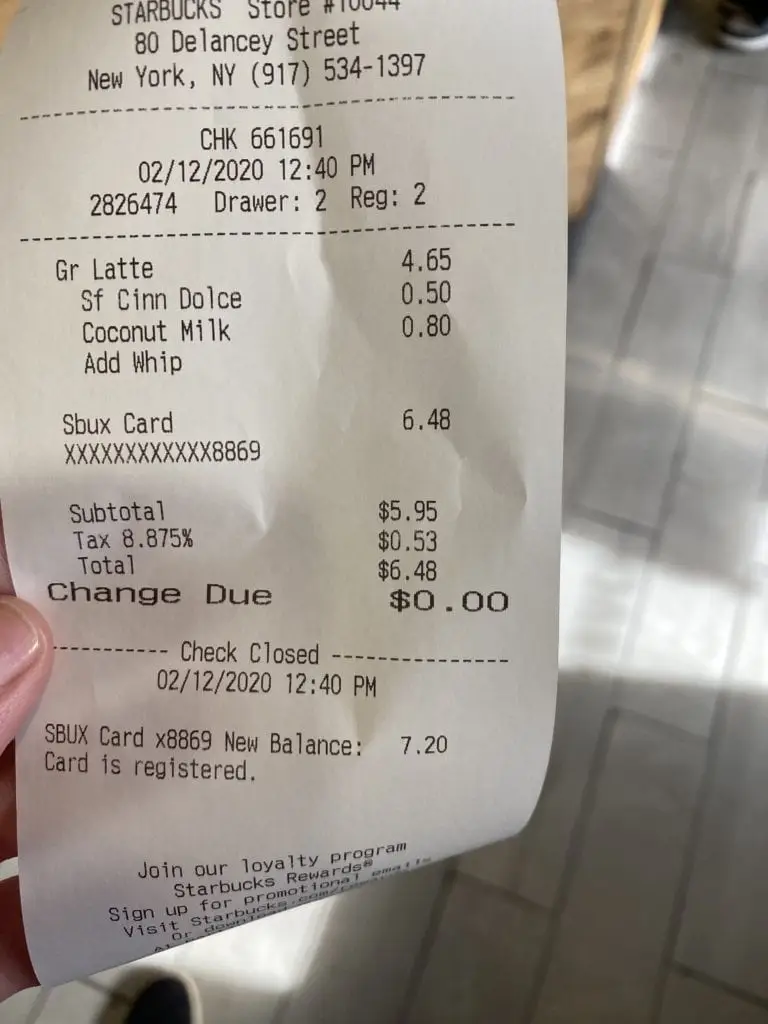 STARBUCKS Store #10844
80 Delancey Street
New York, NY (917) 534-1397
CHK 661691
02/12/2020 12:40 PM
2826474 Drawer: 2 Reg: 2
Gr Latte 4.65
Sf Cinn Dolce 0.50
Coconut Milk 0.80
Add Whip
Sbux Card 6.48
XXXXXXXXXXXX8869
Subtotal $5.95
Tax 8.875% $0.53
Total $6.48
Change Due $0.00
---------- Check Closed ---------------
02/12/2020 12:40 PM
SBUX Card x8869 New Balance: 7.20
Card is registered.
Join our loyalty program
Starbucks Rewards®
Sign up for promotional emails
Visit Starbucks.com/rewards
Or download